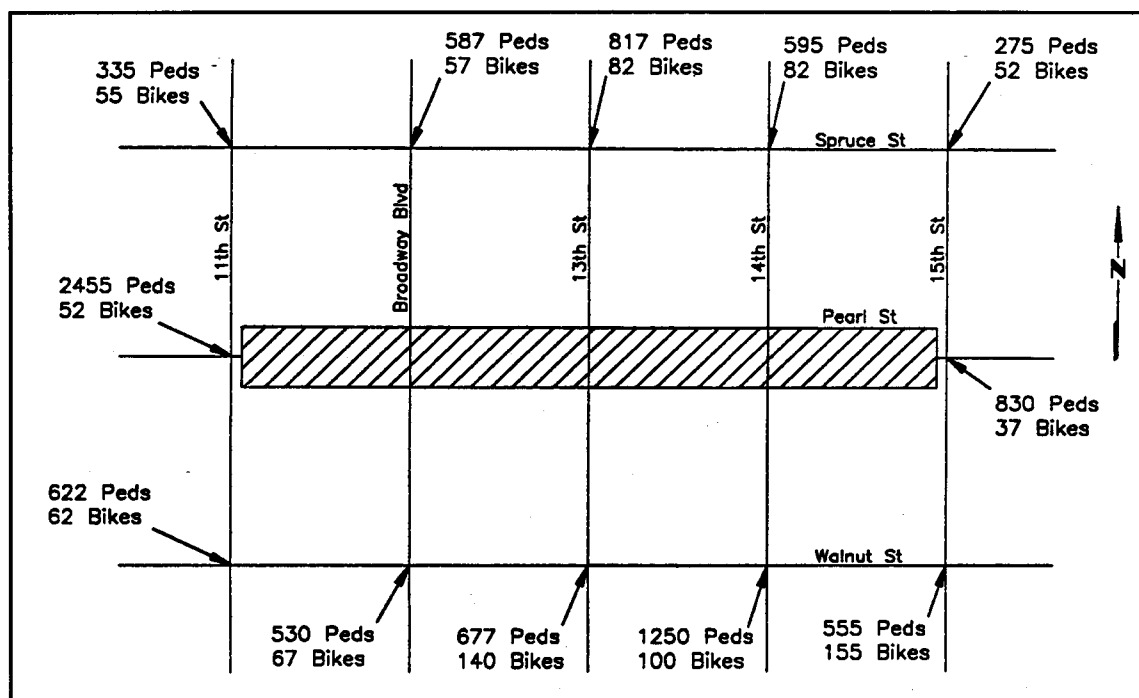 587 Peds
57 Bikes
817 Peds
82 Bikes
595 Peds
82 Bikes
275 Peds
52 Bikes
335 Peds
55 Bikes
Spruce St
11th St
Broadway Blvd
13th St
14th St
15th St
N
2455 Peds
52 Bikes
Pearl St
830 Peds
37 Bikes
622 Peds
62 Bikes
Walnut St
530 Peds
67 Bikes
677 Peds
140 Bikes
1250 Peds
100 Bikes
555 Peds
155 Bikes